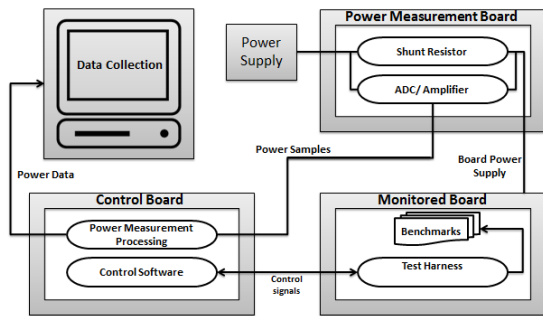 Power Measurement Board
Data Collection
Power
Supply
Shunt Resistor
ADC/ Amplifier
Power Samples
Board Power
Supply
Power Data
Control Board
Power Measurement
Processing
Control Software
Control
signals
Monitored Board
Benchmarks
Test Harness